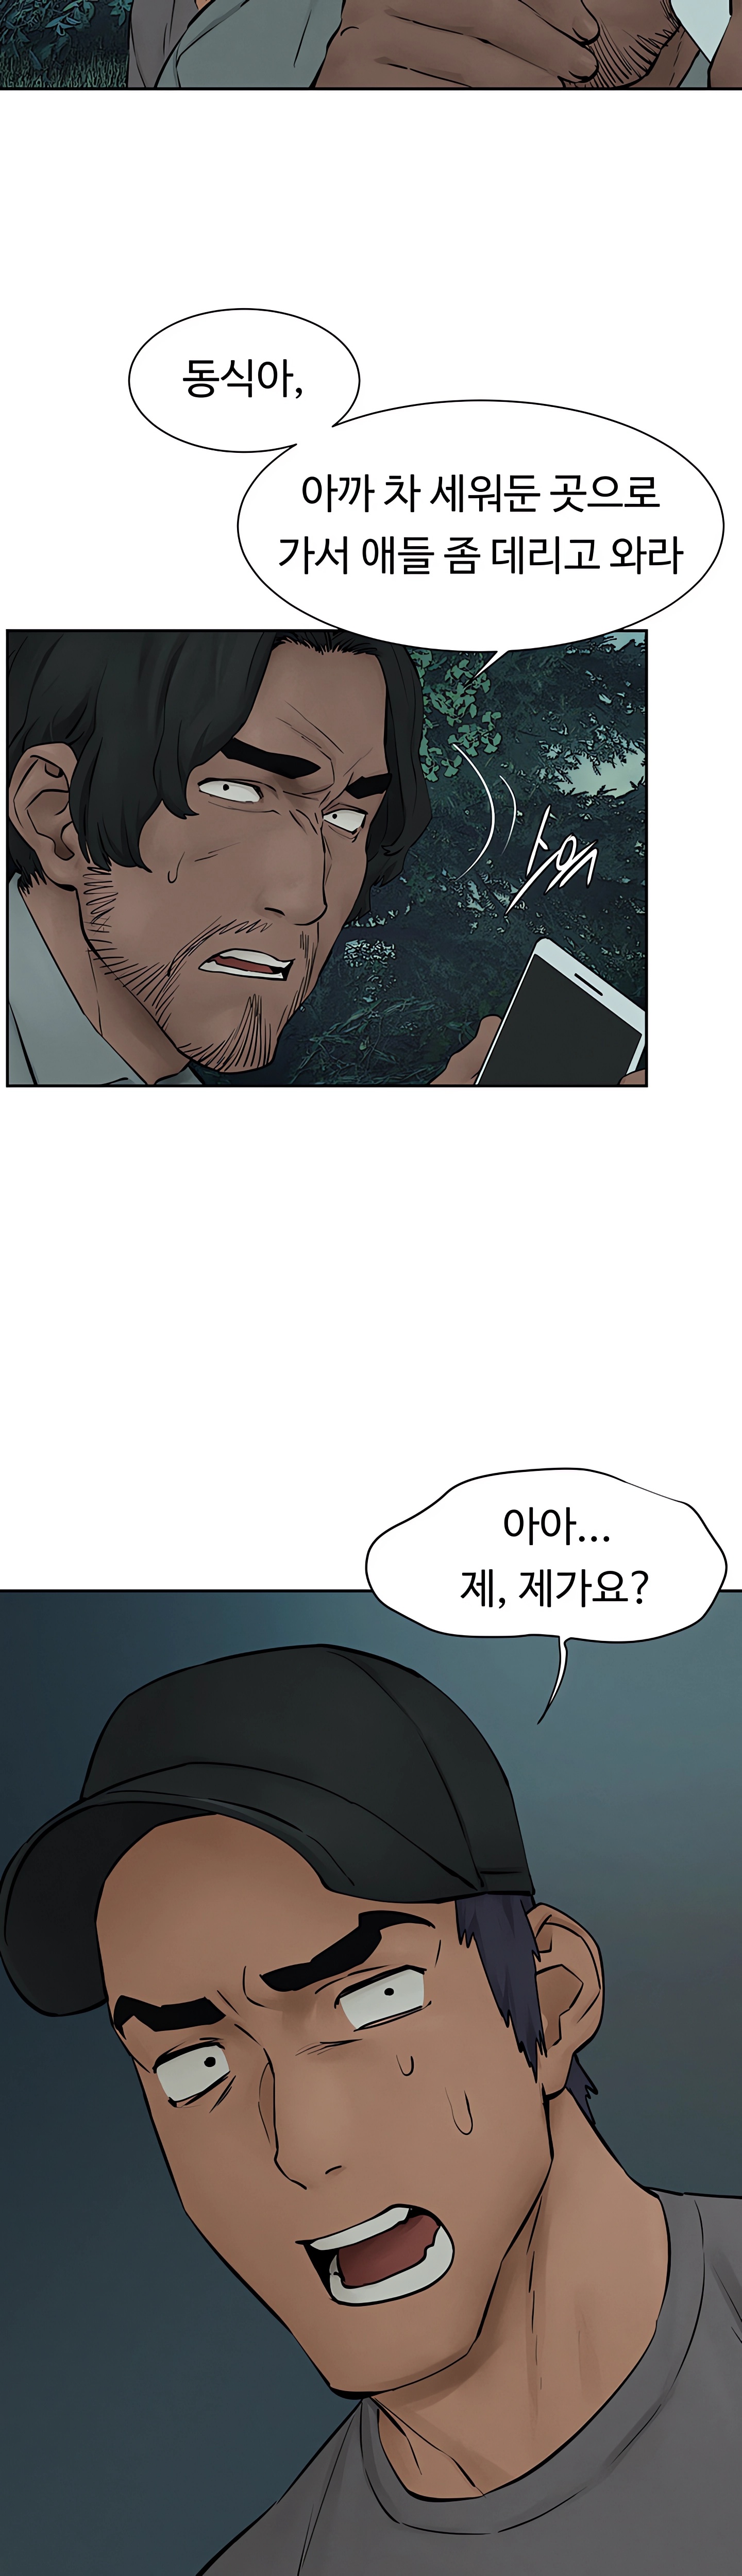 동식아,
아까 차 세워둔 곳으로
가서 애들 좀 데리고 와라
스윽
아아...
제, 제가요?